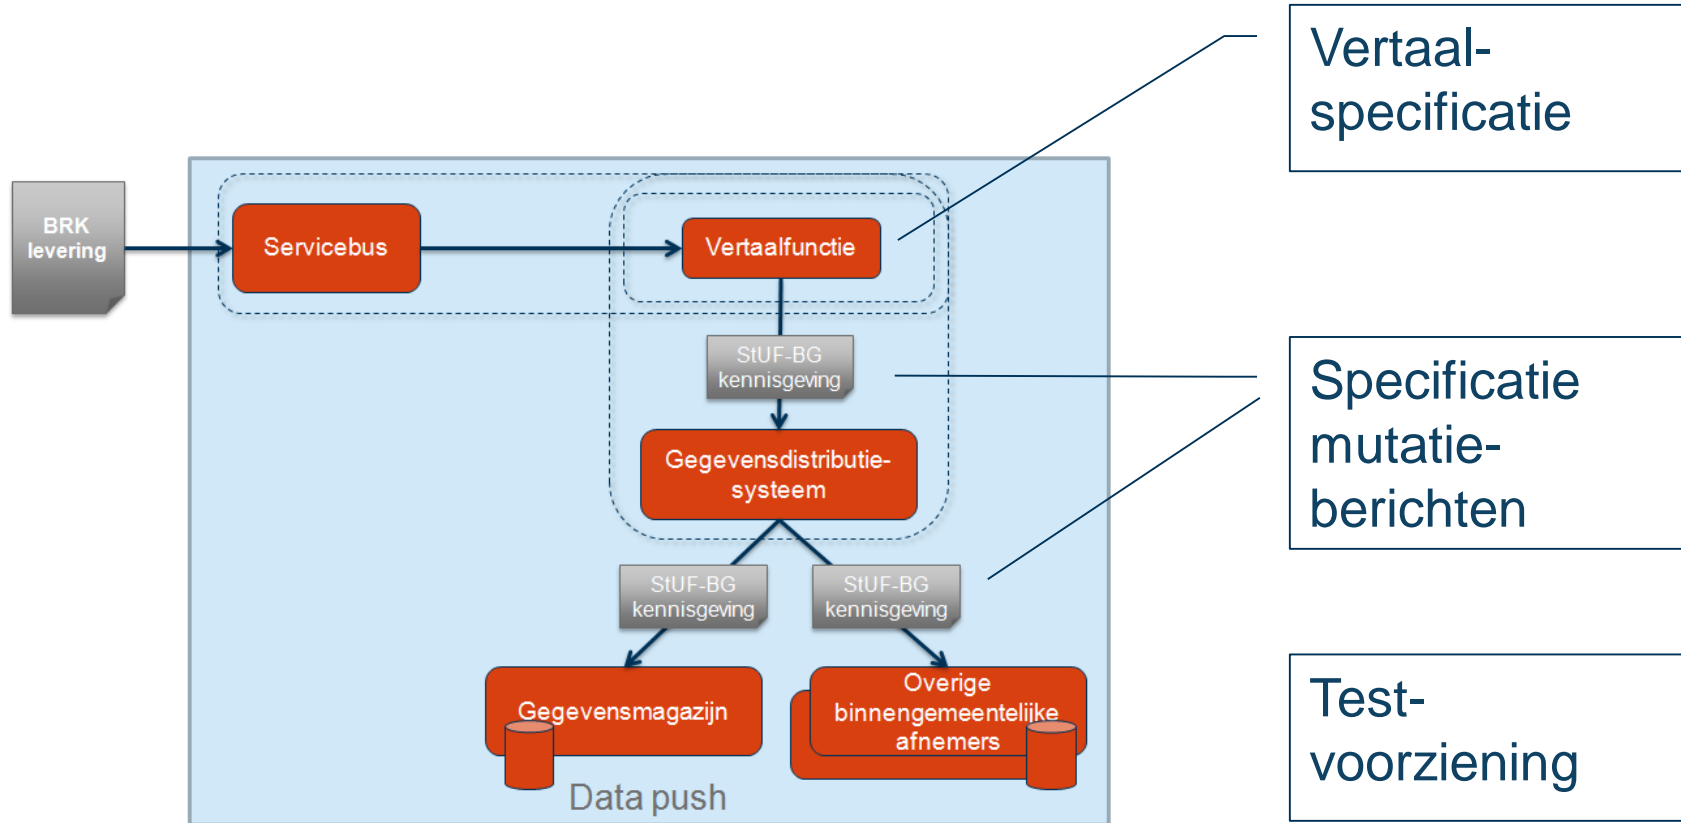 Vertaal-
specificatie
BRK
levering
Servicebus
Vertaalfunctie
StUF-BG
kennisgeving
Specificatie
mutatie-
berichten
Gegevensdistributie-
systeem
StUF-BG
kennisgeving
StUF-BG
kennisgeving
Gegevensmagazijn
Overige
binnengemeentelijke
afnemers
Test-
voorziening
Data push